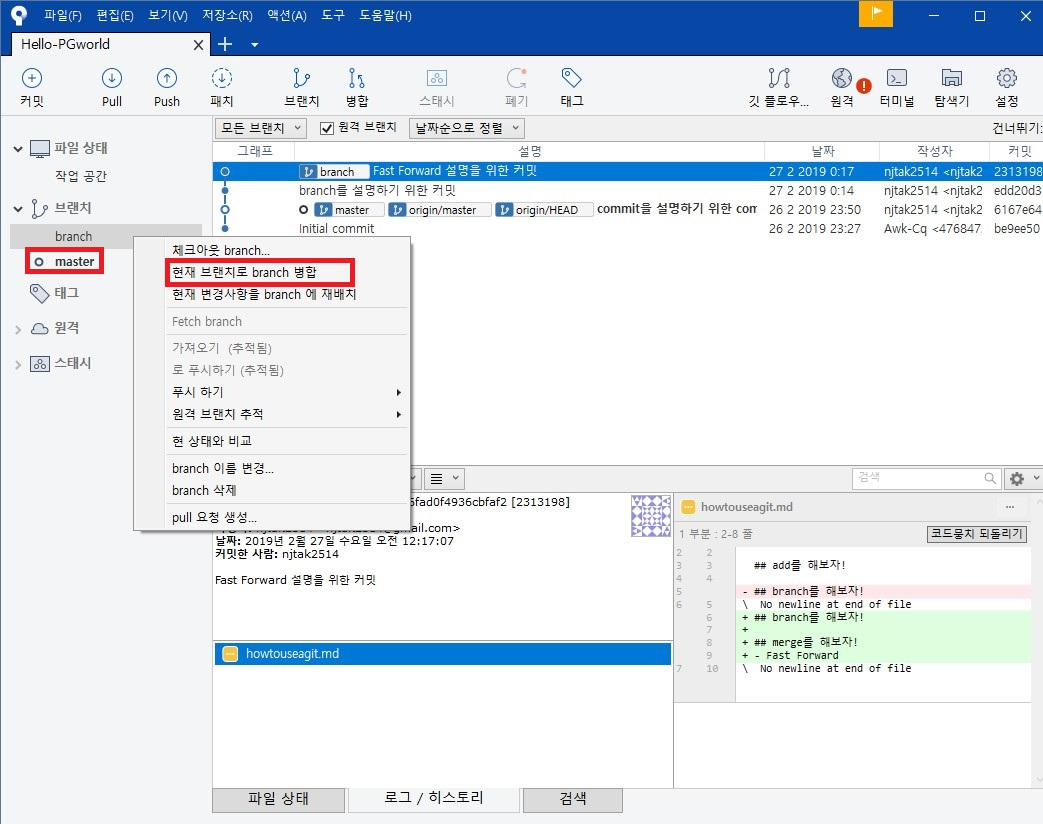 파일(F) 편집(E) 보기(V) 저장소(R) 액션(A) 도구 도움말(H)
Hello-PGworld
커밋 Pull Push 패치 브랜치 병합 스태시 폐기 태그 깃 플로우... 원격 터미널 탐색기 설정
모든 브랜치 원격 브랜치 날짜순으로 정렬 건너뛰기:
그래프 설명 날짜 작성자 커밋
branch Fast Forward 설명을 위한 커밋 27 2 2019 0:17 njtak2514 <njtak2 2313198
branch를 설명하기 위한 커밋 27 2 2019 0:14 njtak2514 <njtak2 edd20d3
master origin/master origin/HEAD commit을 설명하기 위한 com 26 2 2019 23:50 njtak2514 <njtak2 6167e64
Initial commit 26 2 2019 23:27 Awk-Cq <476847. be9ee50
파일 상태
작업 공간
브랜치
branch
master
태그
원격
스태시
체크아웃 branch...
현재 브랜치로 branch 병합
현재 변경사항을 branch 에 재배치
Fetch branch
가져오기 (추적됨)
로 푸시하기 (추적됨)
푸시 하기
원격 브랜치 추적
현 상태와 비교
branch 이름 변경...
branch 삭제
pull 요청 생성...
검색
6fad0f4936cbfaf2 [2313198]
날짜: 2019년 2월 27일 수요일 오전 12:17:07
커밋한 사람: njtak2514
Fast Forward 설명을 위한 커밋
howtouseagit.md
howtouseagit.md
1 부분 : 2-8 줄 코드뭉치 되돌리기
2 2
3 3 ## add를 해보자!
4 4
5 - ## branch를 해보자!
6 5 \ No newline at end of file
6 + ## branch를 해보자!
7 +
8 + ## merge를 해보자!
9 + - Fast Forward
7 10 \ No newline at end of file
파일 상태 로그 / 히스토리 검색